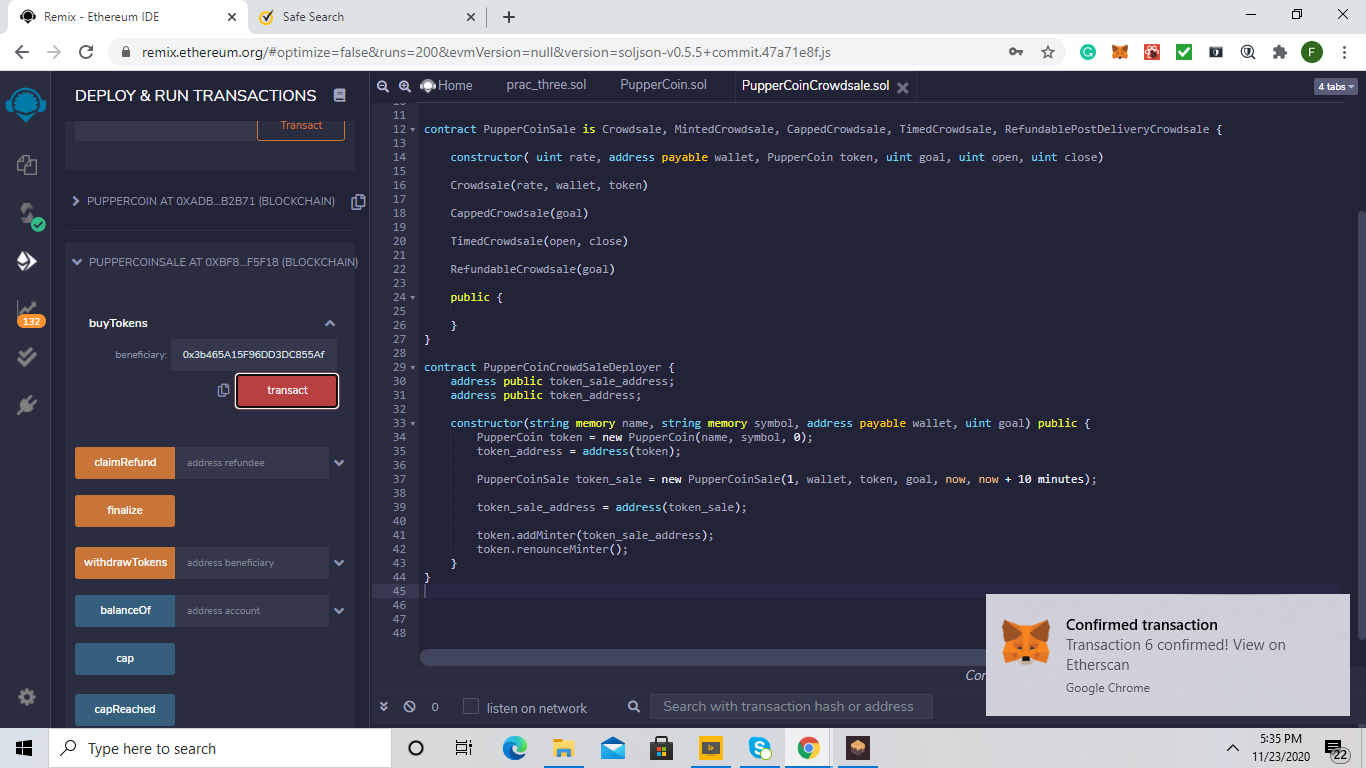 Remix - Ethereum IDE
Safe Search
remix.ethereum.org/#optimize=false&runs=200&evmVersion=null&version=soljson-v0.5.5+commit.47a71e8f.js
F
DEPLOY & RUN TRANSACTIONS
Transact
PUPPERCOIN AT 0XADB...B2B71 (BLOCKCHAIN)
PUPPERCOINSALE AT 0XBF8...F5F18 (BLOCKCHAIN)
buyTokens
beneficiary: 0x3b465A15F96DD3DC855Af
transact
claimRefund address refundee
finalize
withdrawTokens address beneficiary
balanceOf address account
cap
capReached
132
Home prac_three.sol PupperCoin.sol PupperCoinCrowdsale.sol
4 tabs
11
12 contract PupperCoinSale is Crowdsale, MintedCrowdsale, CappedCrowdsale, TimedCrowdsale, RefundablePostDeliveryCrowdsale {
13
14 constructor( uint rate, address payable wallet, PupperCoin token, uint goal, uint open, uint close)
15
16 Crowdsale(rate, wallet, token)
17
18 CappedCrowdsale(goal)
19
20 TimedCrowdsale(open, close)
21
22 RefundableCrowdsale(goal)
23
24 public {
25
26 }
27 }
28
29 contract PupperCoinCrowdSaleDeployer {
30 address public token_sale_address;
31 address public token_address;
32
33 constructor(string memory name, string memory symbol, address payable wallet, uint goal) public {
34 PupperCoin token = new PupperCoin(name, symbol, 0);
35 token_address = address(token);
36
37 PupperCoinSale token_sale = new PupperCoinSale(1, wallet, token, goal, now, now + 10 minutes);
38
39 token_sale_address = address(token_sale);
40
41 token.addMinter(token_sale_address);
42 token.renounceMinter();
43 }
44 }
45
46
47
48
0
listen on network
Search with transaction hash or address
Confirmed transaction
Transaction 6 confirmed! View on
Etherscan
Google Chrome
Type here to search
5:35 PM
11/23/2020
22